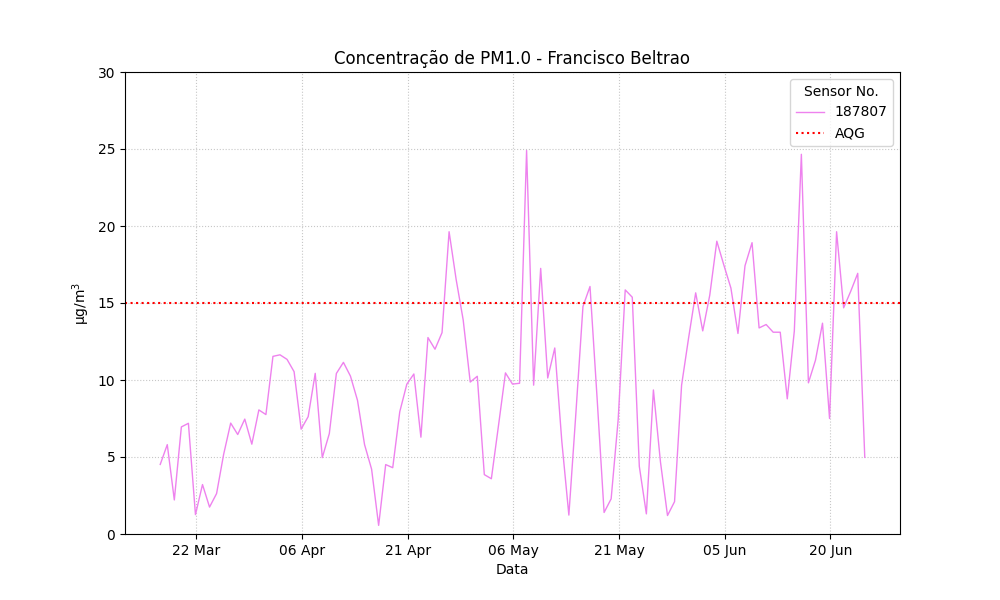 Concentração de PM1.0 - Francisco Beltrao
Sensor No.
187807
AQG
30
25
20
15
10
5
0
µg/m³
22 Mar
06 Apr
21 Apr
06 May
21 May
05 Jun
20 Jun
Data